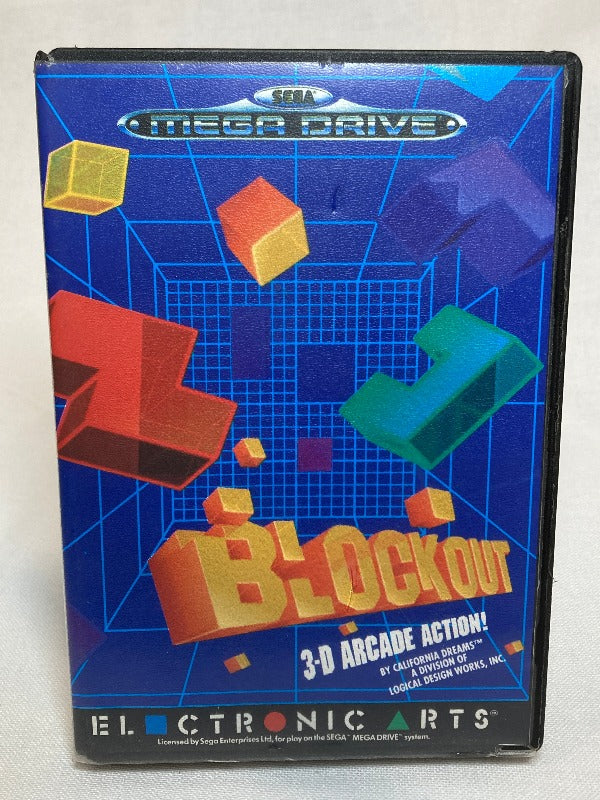 SEGA
MEGA DRIVE
BLOCKOUT
3-D ARCADE ACTION!
BY CALIFORNIA DREAMS™
A DIVISION OF
LOGICAL DESIGN WORKS, INC.
ELECTRONIC ARTS™
Licensed by Sega Enterprises Ltd, for play on the SEGA™ MEGA DRIVE™ system.